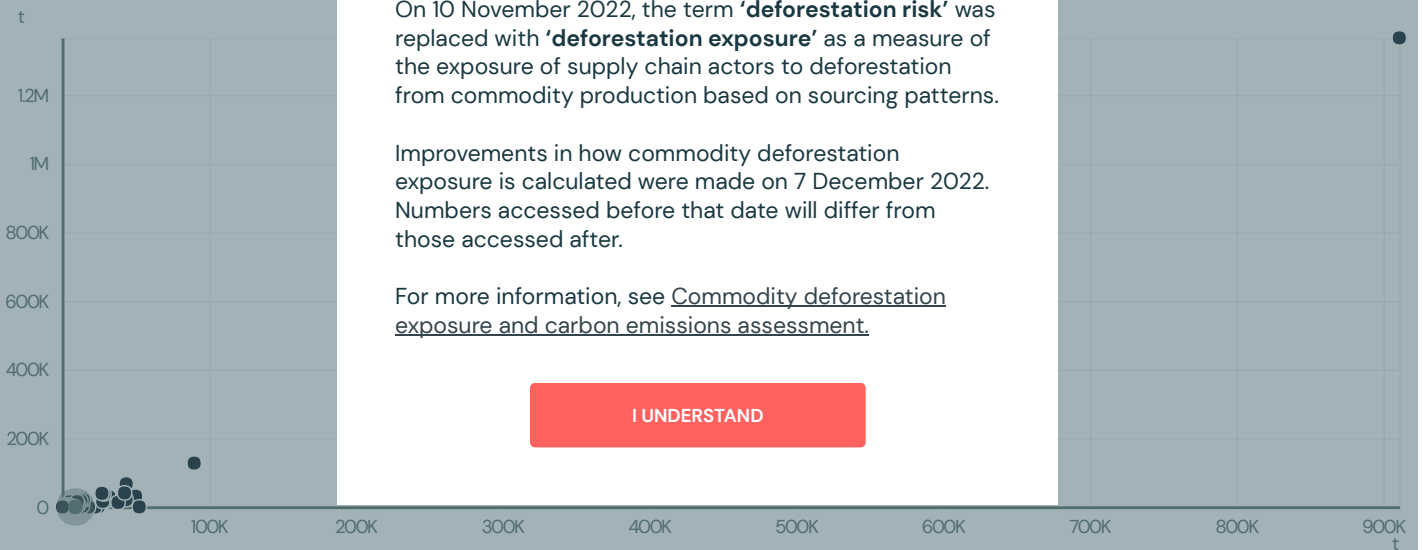 t
On 10 November 2022, the term ‘deforestation risk’ was
replaced with ‘deforestation exposure’ as a measure of
the exposure of supply chain actors to deforestation
from commodity production based on sourcing patterns.
Improvements in how commodity deforestation
exposure is calculated were made on 7 December 2022.
Numbers accessed before that date will differ from
those accessed after.
For more information, see Commodity deforestation
exposure and carbon emissions assessment.
I UNDERSTAND
1.2M
1M
800K
600K
400K
200K
0
100K 200K 300K 400K 500K 600K 700K 800K 900K
t